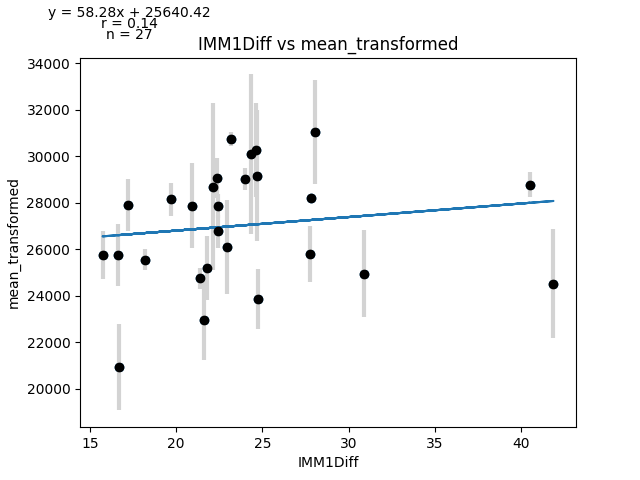 y = 58.28x + 25640.42
r = 0.14
n = 27
IMM1Diff vs mean_transformed
34000
32000
30000
28000
26000
24000
22000
20000
mean_transformed
15
20
25
30
35
40
IMM1Diff